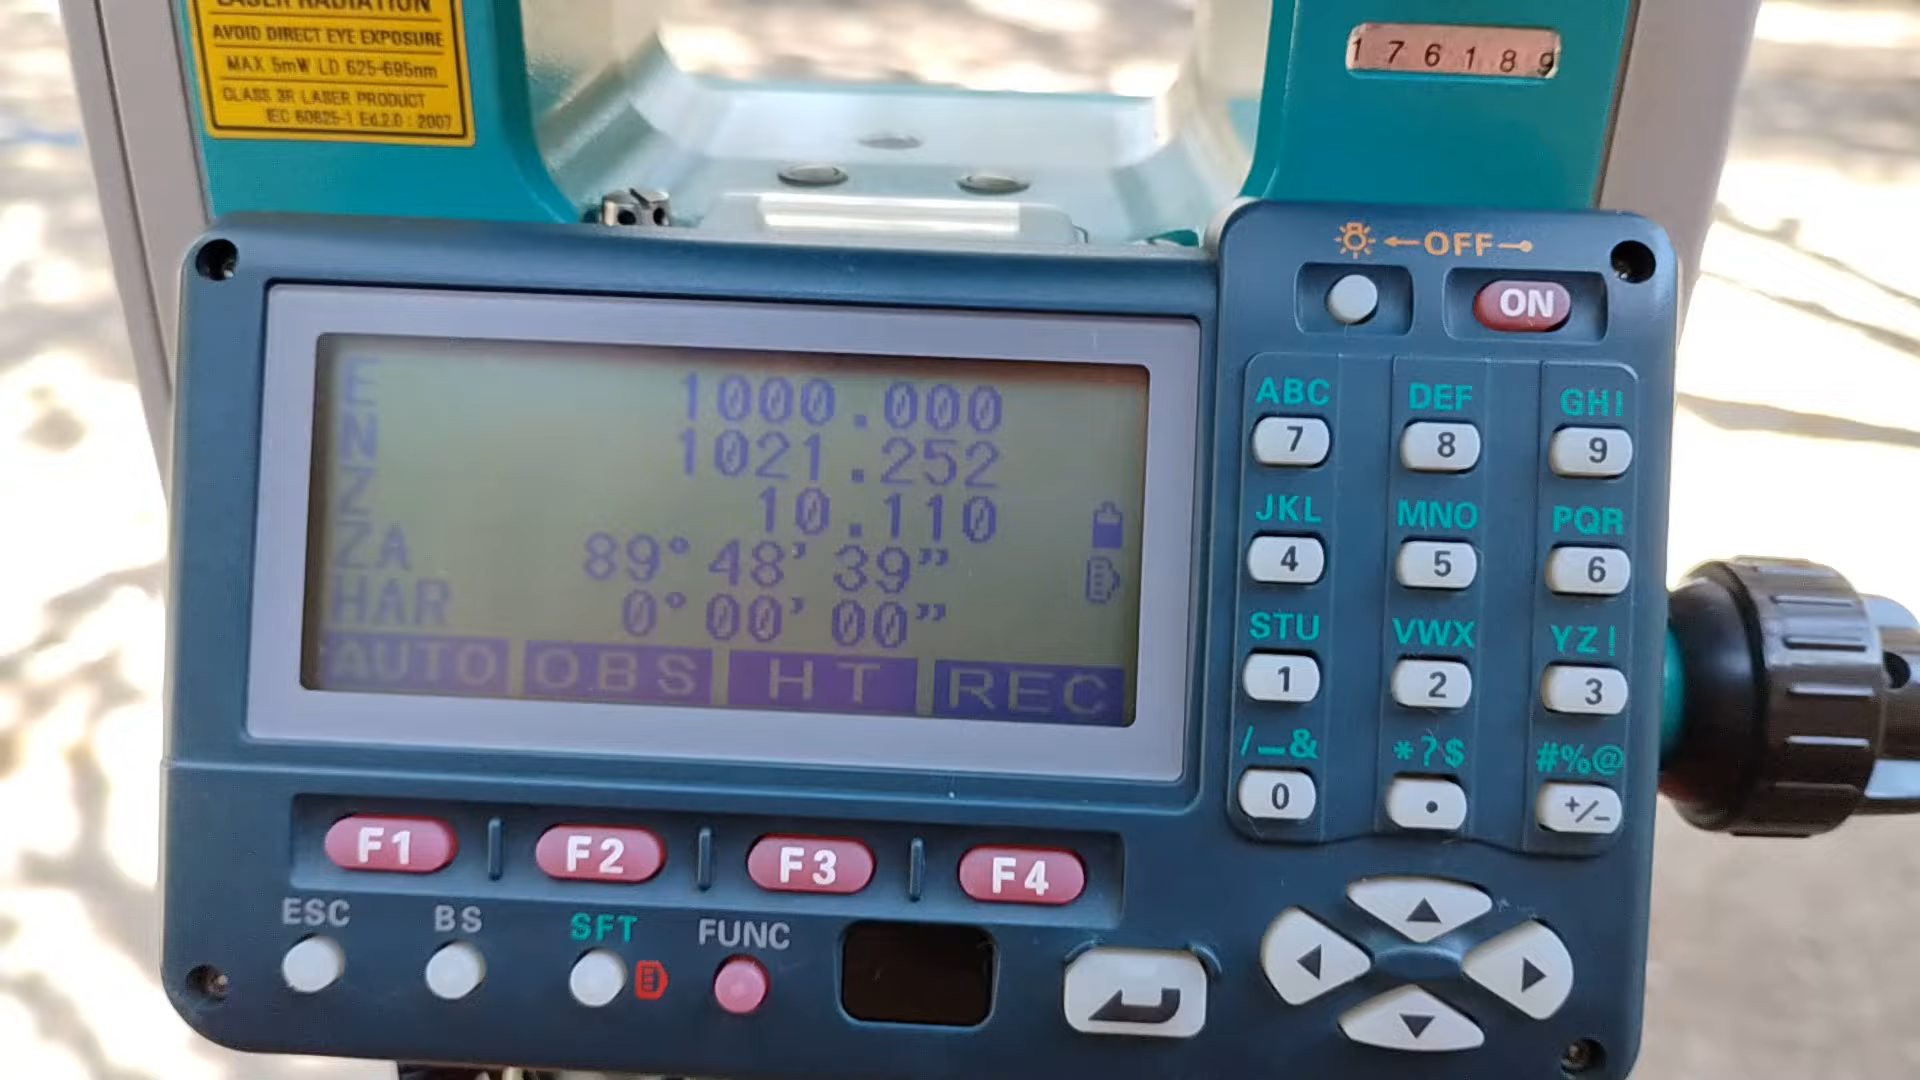 LASER RADIATION
AVOID DIRECT EYE EXPOSURE
MAX 5mW LD 625-695nm
CLASS 3R LASER PRODUCT
IEC 60825-1 Ed.2.0 : 2007
176189
←OFF
ON
E 1000.000
N 1021.252
Z 10.110
ZA 89°48'39"
HAR 0°00'00"
AUTO OBS HT REC
ABC DEF GHI
7 8 9
JKL MNO PQR
4 5 6
STU VWX YZ!
1 2 3
/_& *?$ #%@
0 . +/-
F1 F2 F3 F4
ESC BS SFT FUNC